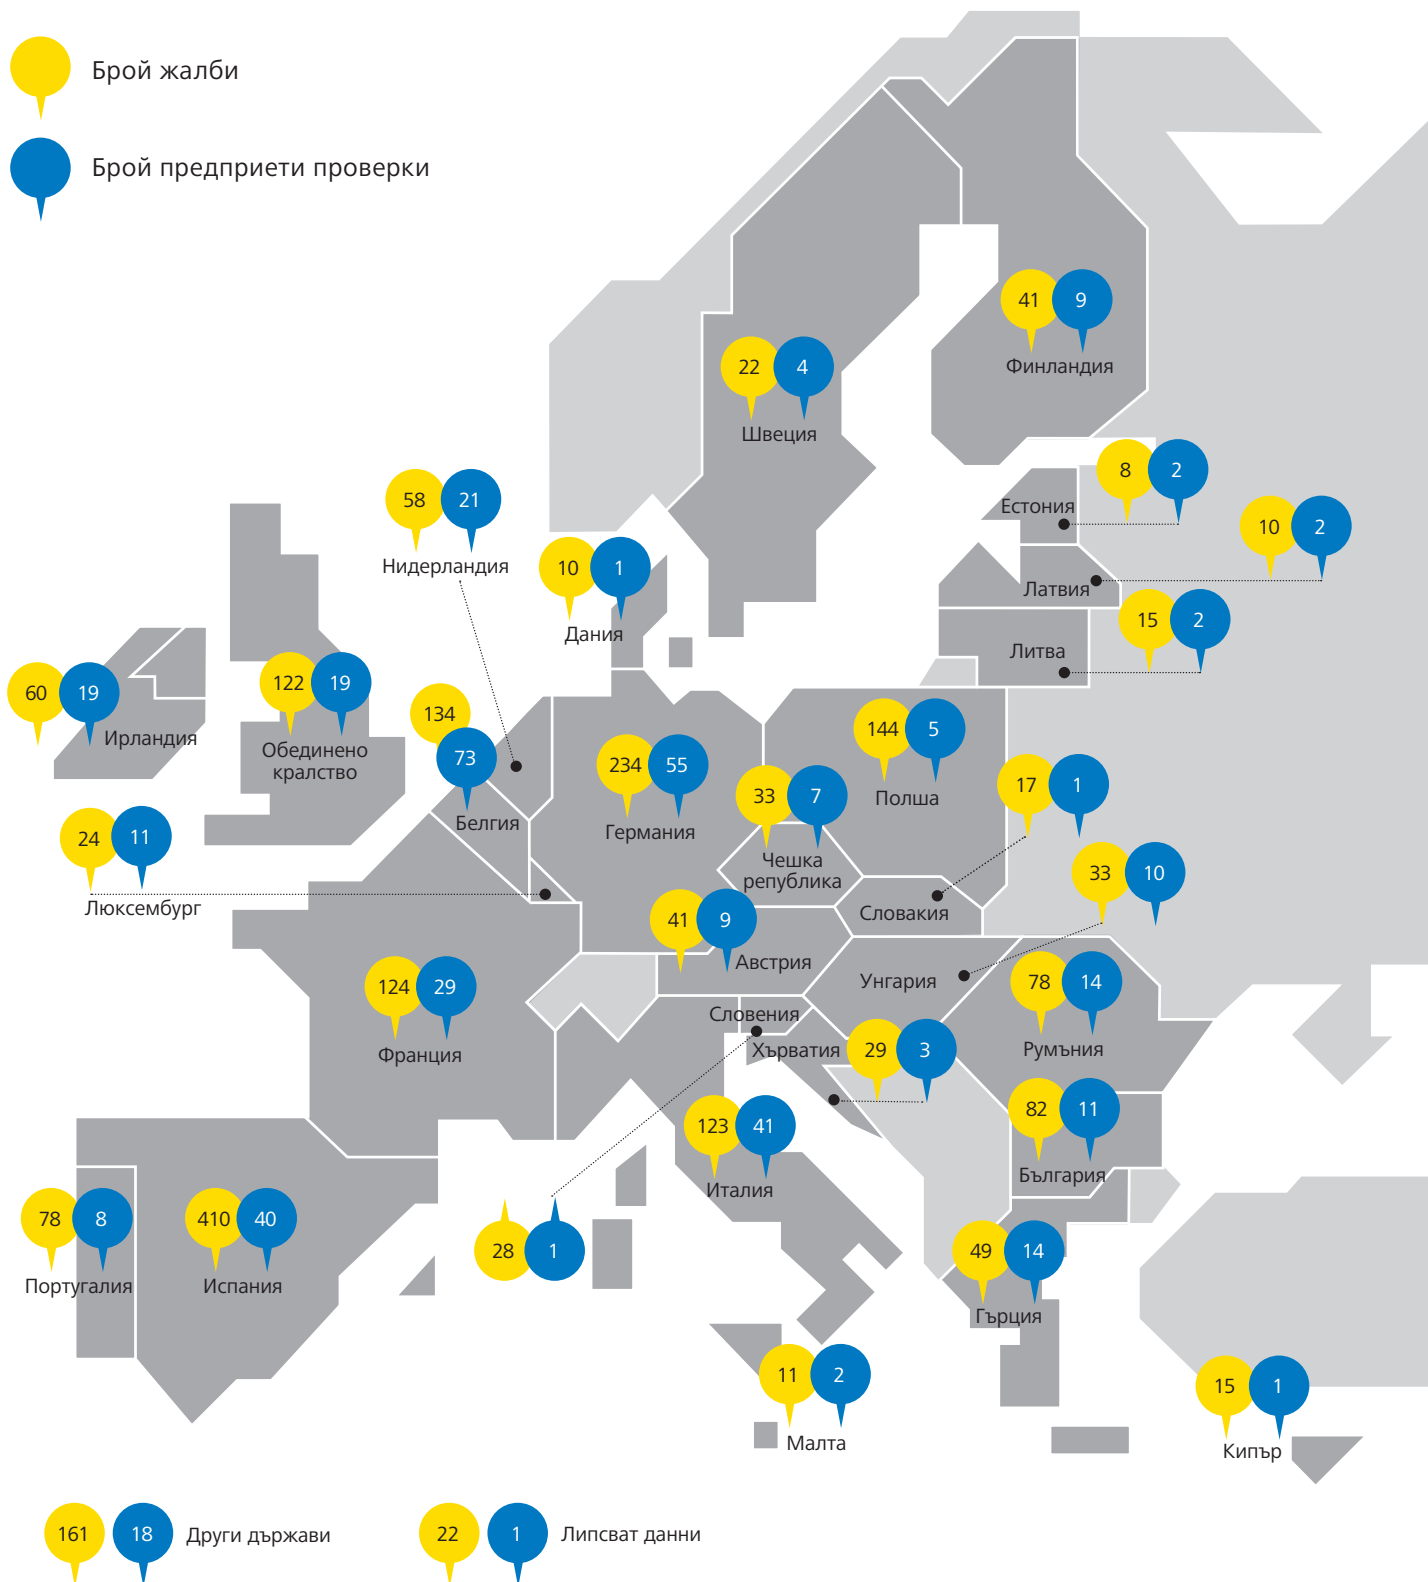 Брой жалби
Брой предприети проверки
41 9
Финландия
22 4
Швеция
8 2
Естония
58 21
Нидерландия
10 2
Латвия
10 1
Дания
15 2
Литва
60 19
Ирландия
122 19
Обединено
кралство
134
73
Белгия
234 55
Германия
144 5
Полша
33 7
Чешка
република
17 1
Словакия
24 11
Люксембург
33 10
Унгария
41 9
Австрия
124 29
Франция
78 14
Румъния
Словения
28 1
Хърватия
29 3
82 11
България
123 41
Италия
78 8
Португалия
410 40
Испания
49 14
Гърция
11 2
Малта
15 1
Кипър
161 18 Други държави
22 1 Липсват данни